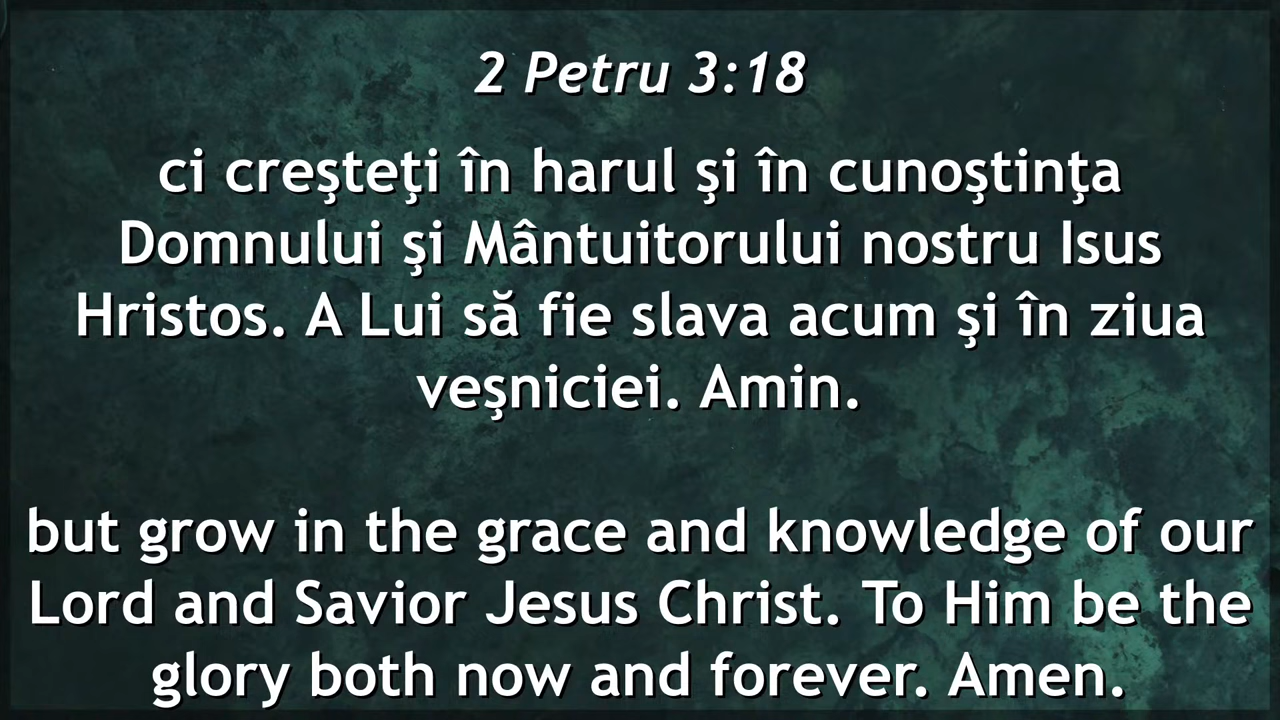 2 Petru 3:18
ci creşteţi în harul şi în cunoştinţa
Domnului şi Mântuitorului nostru Isus
Hristos. A Lui să fie slava acum şi în ziua
veşniciei. Amin.
but grow in the grace and knowledge of our
Lord and Savior Jesus Christ. To Him be the
glory both now and forever. Amen.